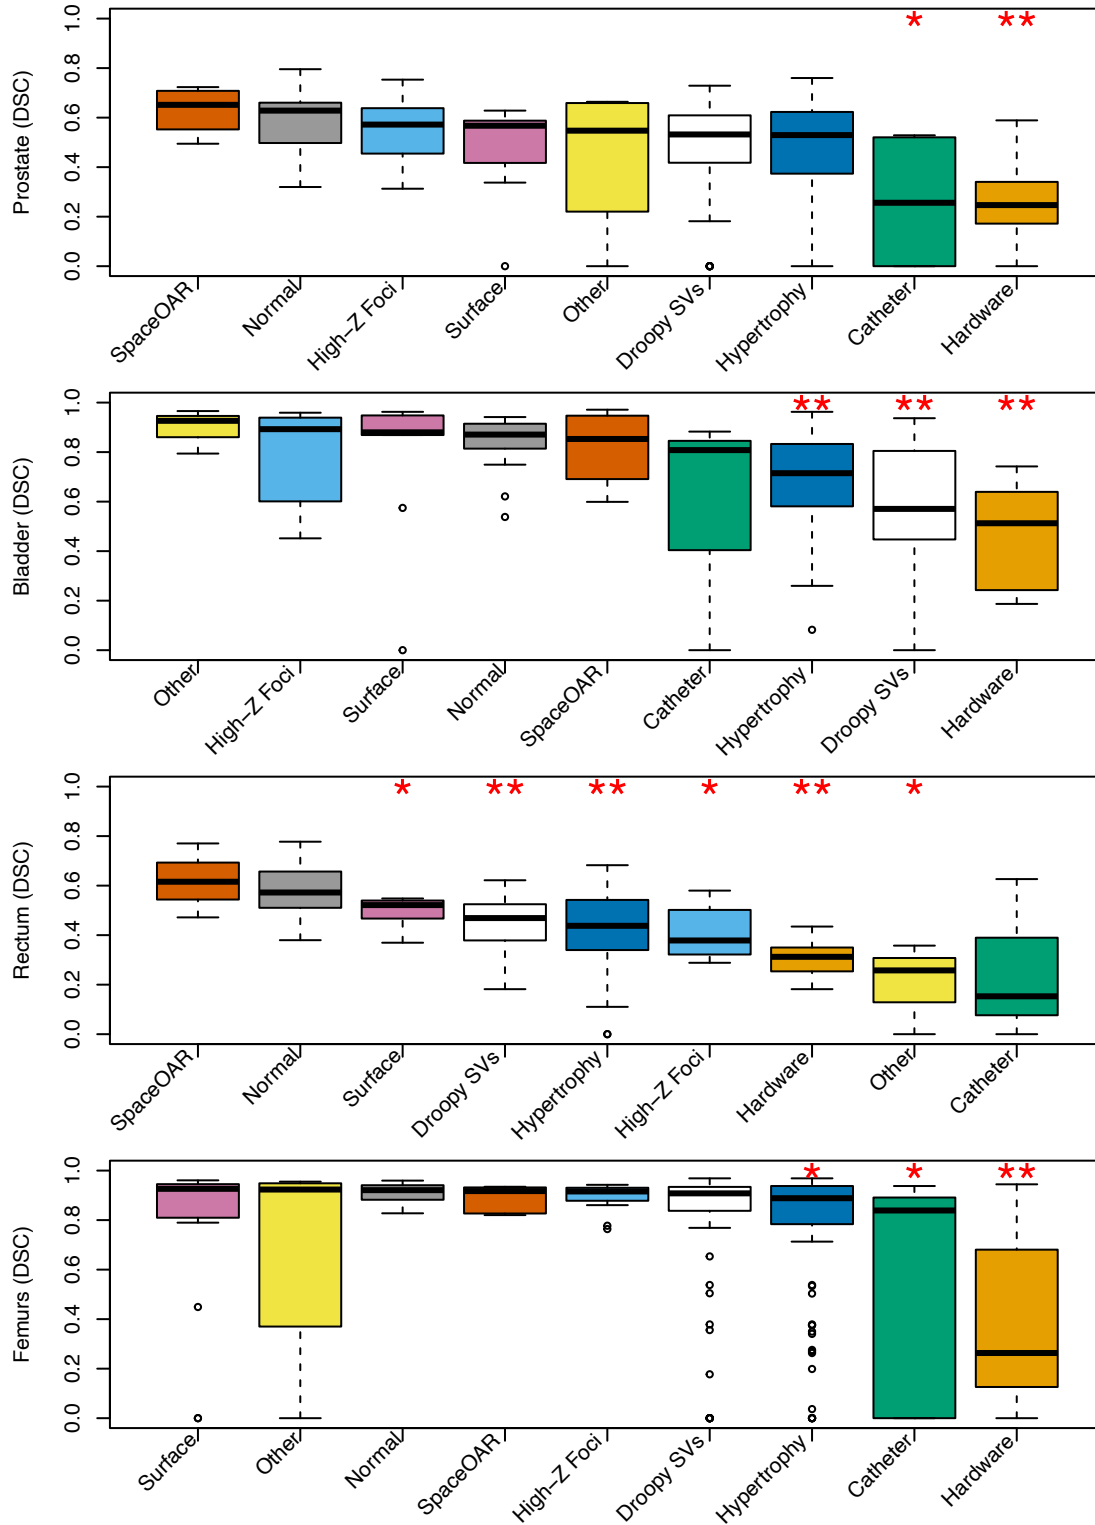 Prostate (DSC)
1.0
0.8
0.6
0.4
0.2
0.0
* **
SpaceOAR Normal High−Z Foci Surface Other Droopy SVs Hypertrophy Catheter Hardware
Bladder (DSC)
1.0
0.8
0.6
0.4
0.2
0.0
** ** **
Other High−Z Foci Surface Normal SpaceOAR Catheter Hypertrophy Droopy SVs Hardware
Rectum (DSC)
1.0
0.8
0.6
0.4
0.2
0.0
* ** ** * ** *
SpaceOAR Normal Surface Droopy SVs Hypertrophy High−Z Foci Hardware Other Catheter
Femurs (DSC)
1.0
0.8
0.6
0.4
0.2
0.0
* * **
Surface Other Normal SpaceOAR High−Z Foci Droopy SVs Hypertrophy Catheter Hardware